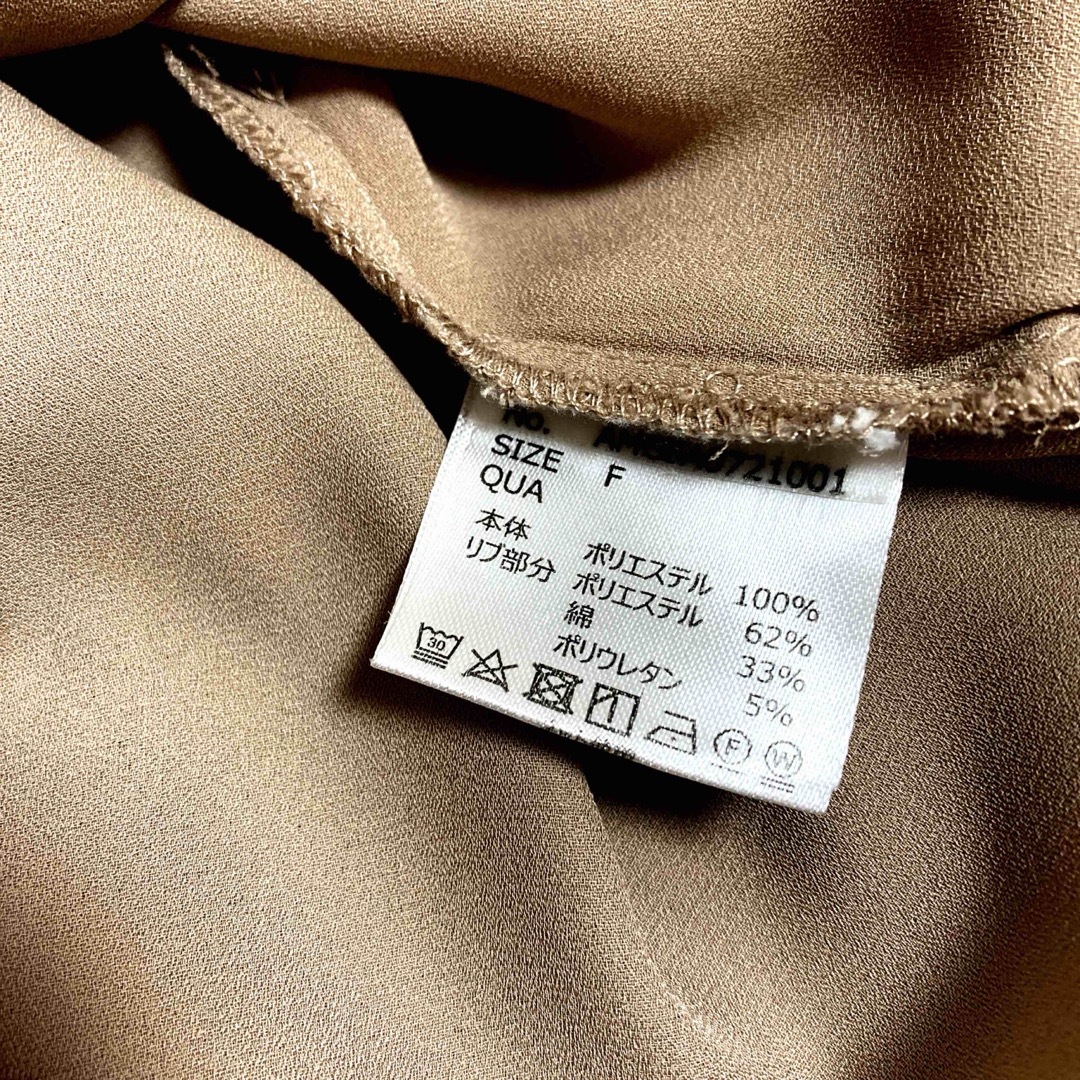 No.
SIZE F
QUA
本体 ポリエステル 100%
リブ部分 ポリエステル 62%
綿 33%
ポリウレタン 5%
30
F W